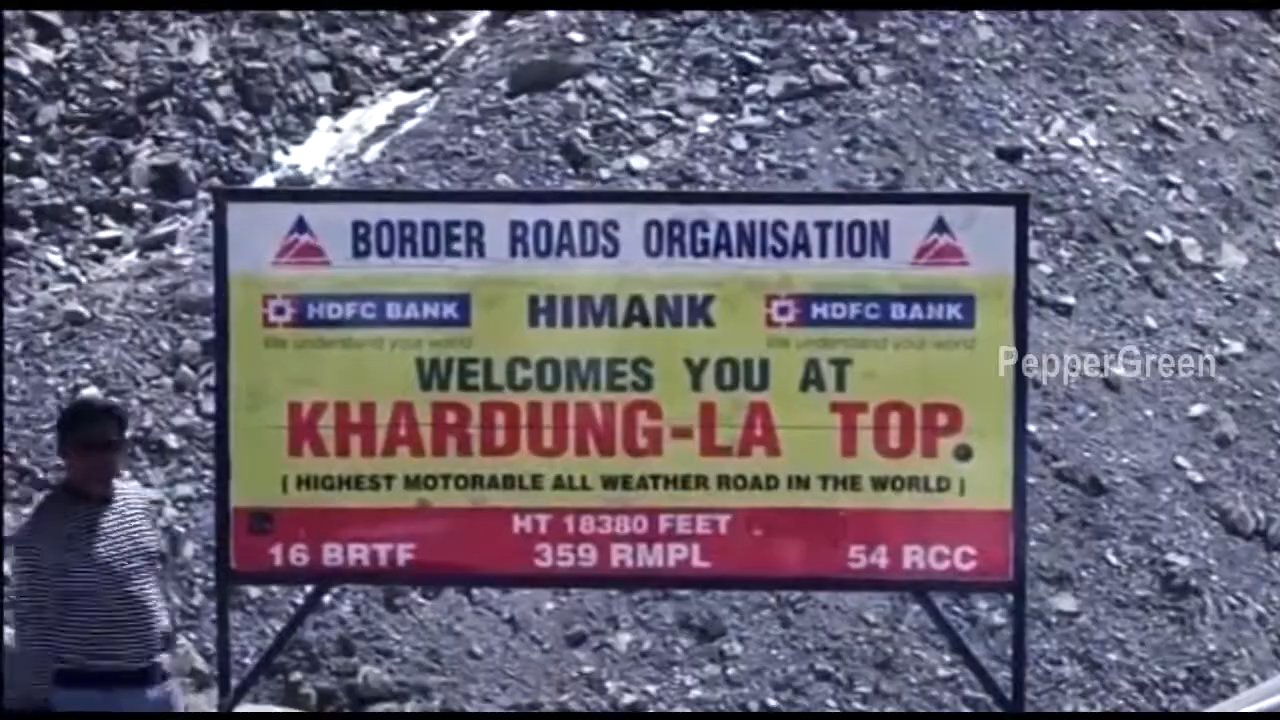 BORDER ROADS ORGANISATION
HDFC BANK HIMANK HDFC BANK
We understand your world We understand your world
WELCOMES YOU AT
KHARDUNG-LA TOP.
( HIGHEST MOTORABLE ALL WEATHER ROAD IN THE WORLD )
HT 18380 FEET
16 BRTF 359 RMPL 54 RCC
PepperGreen